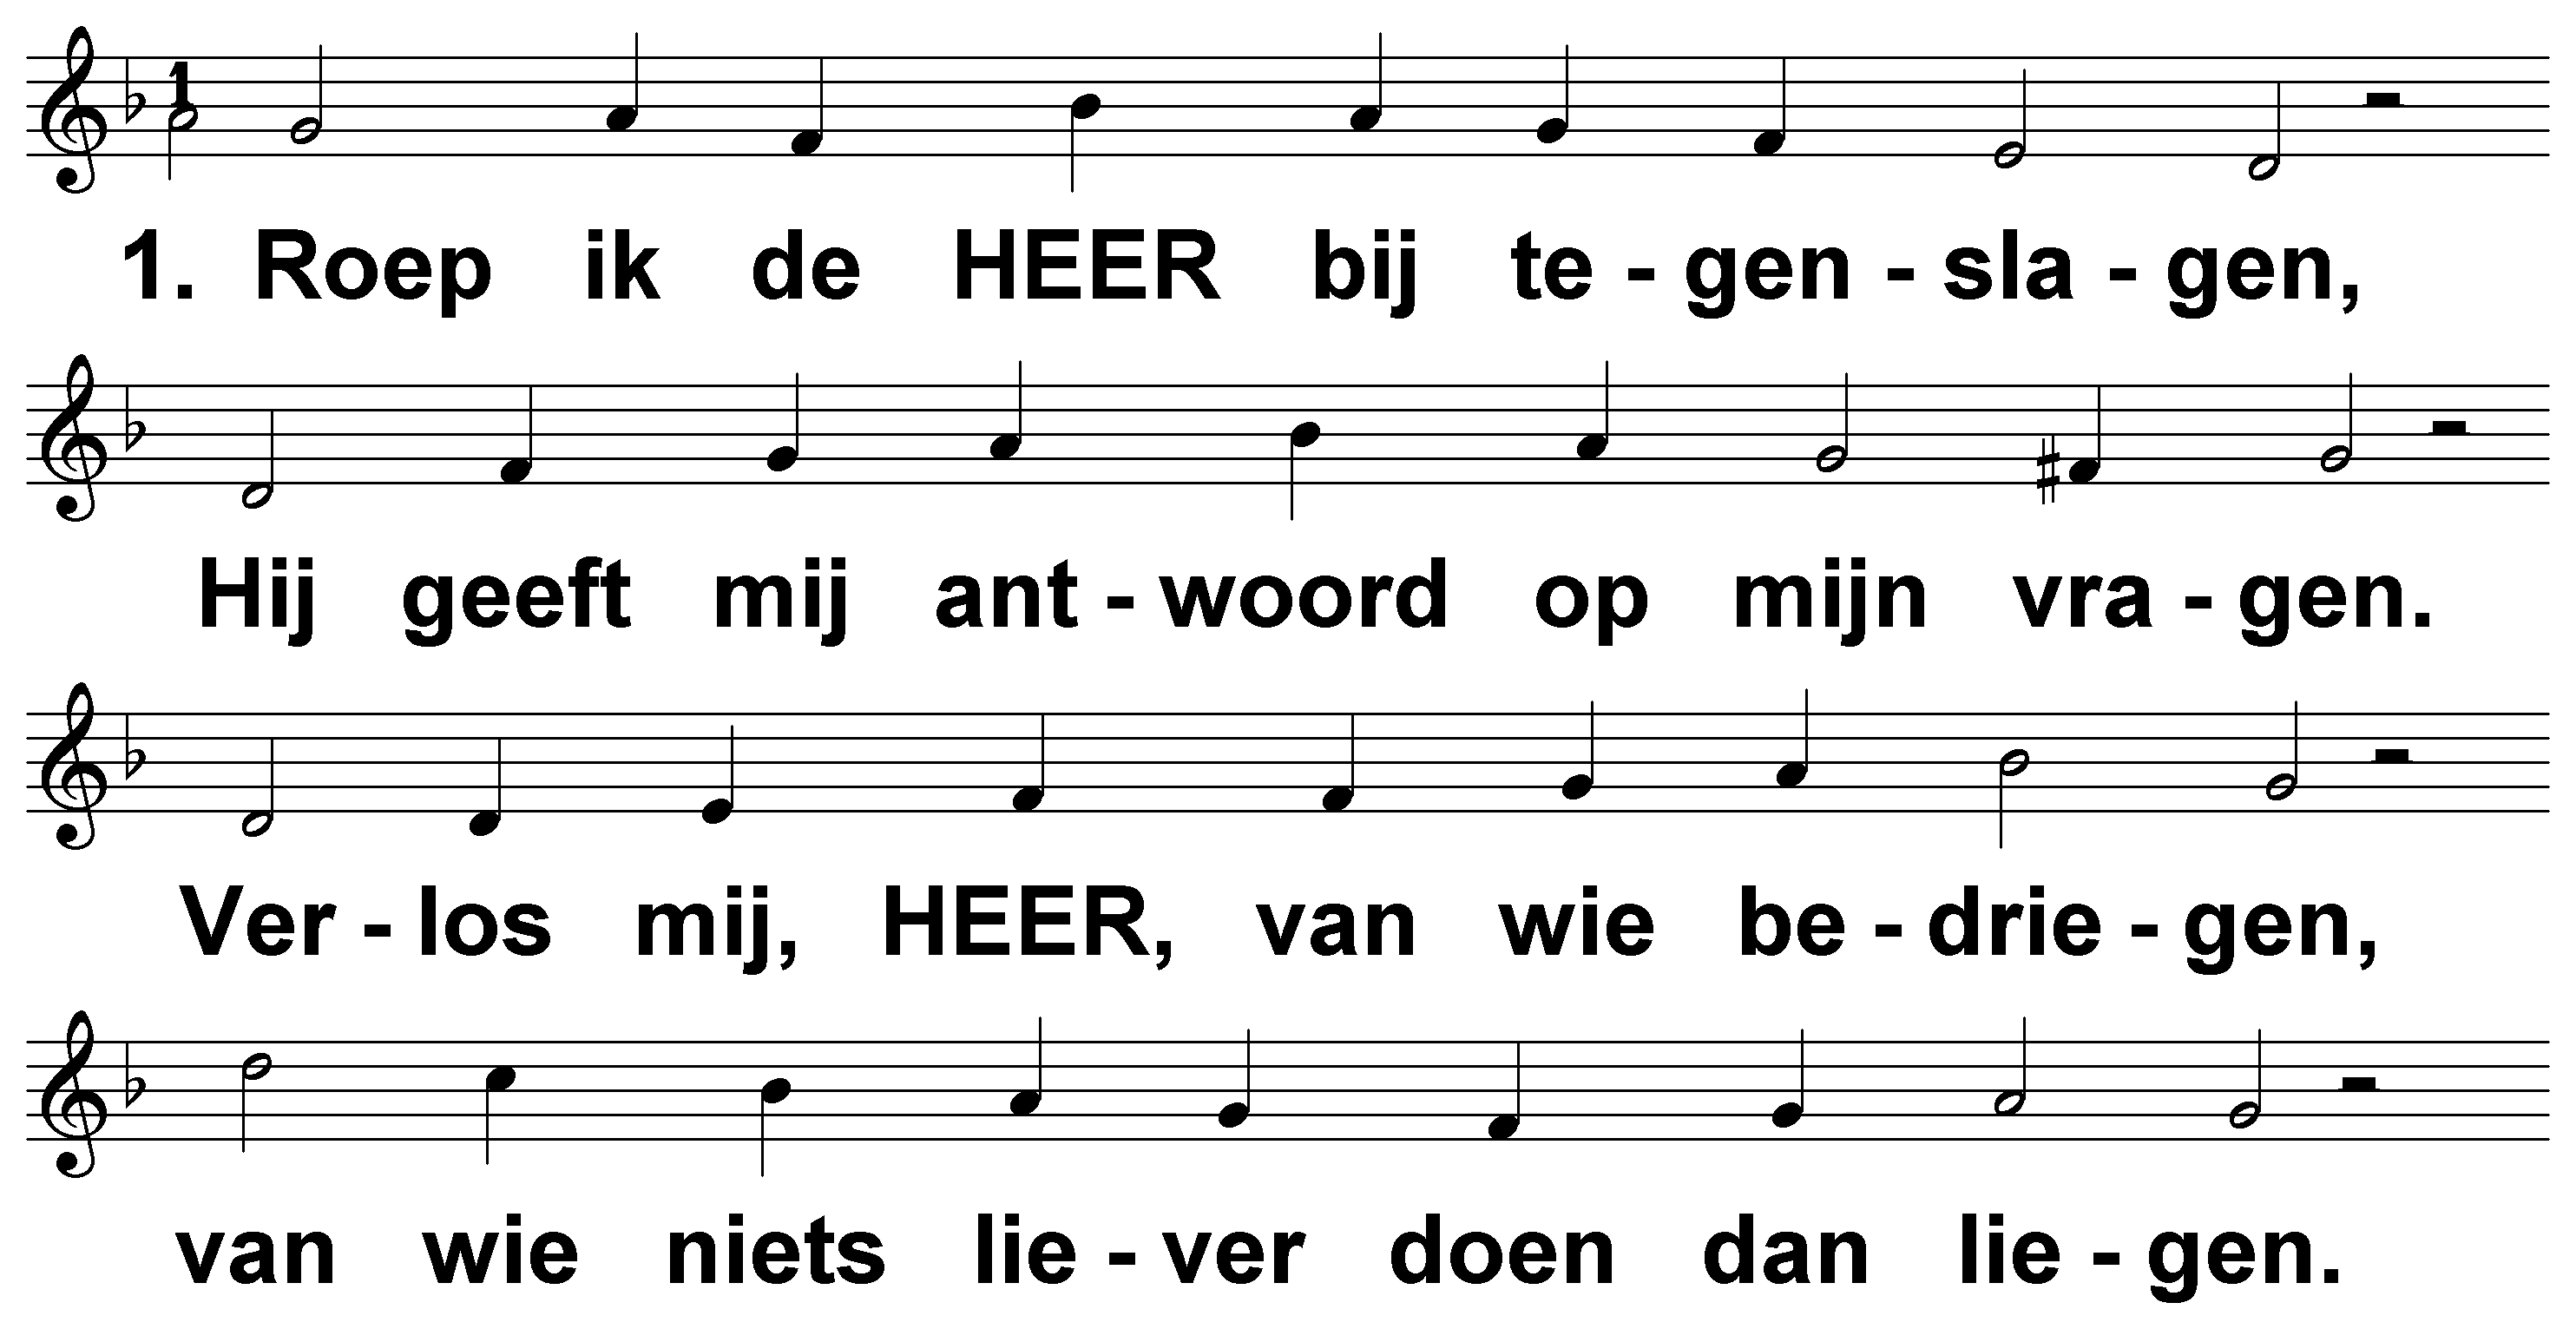 1
1. Roep ik de HEER bij te - gen - sla - gen,
Hij geeft mij ant - woord op mijn vra - gen.
Ver - los mij, HEER, van wie be - drie - gen,
van wie niets lie - ver doen dan lie - gen.